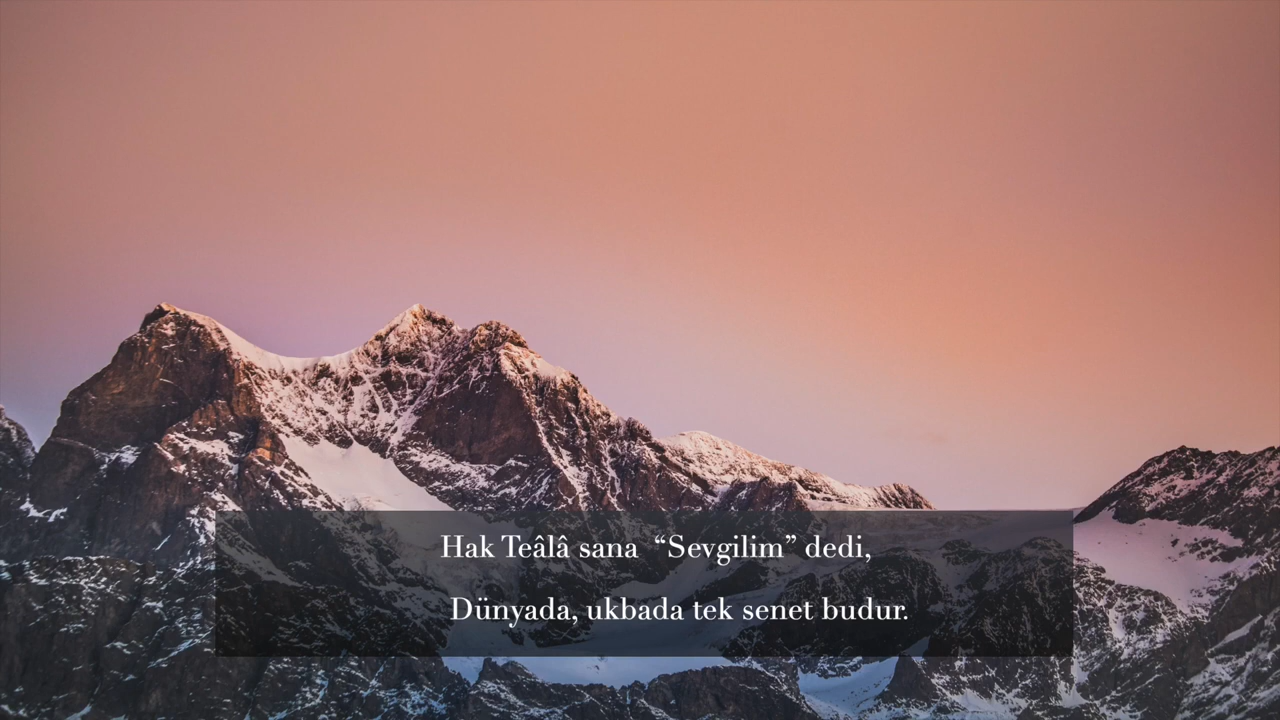 Hak Teâlâ sana “Sevgilim” dedi,
Dünyada, ukbada tek senet budur.